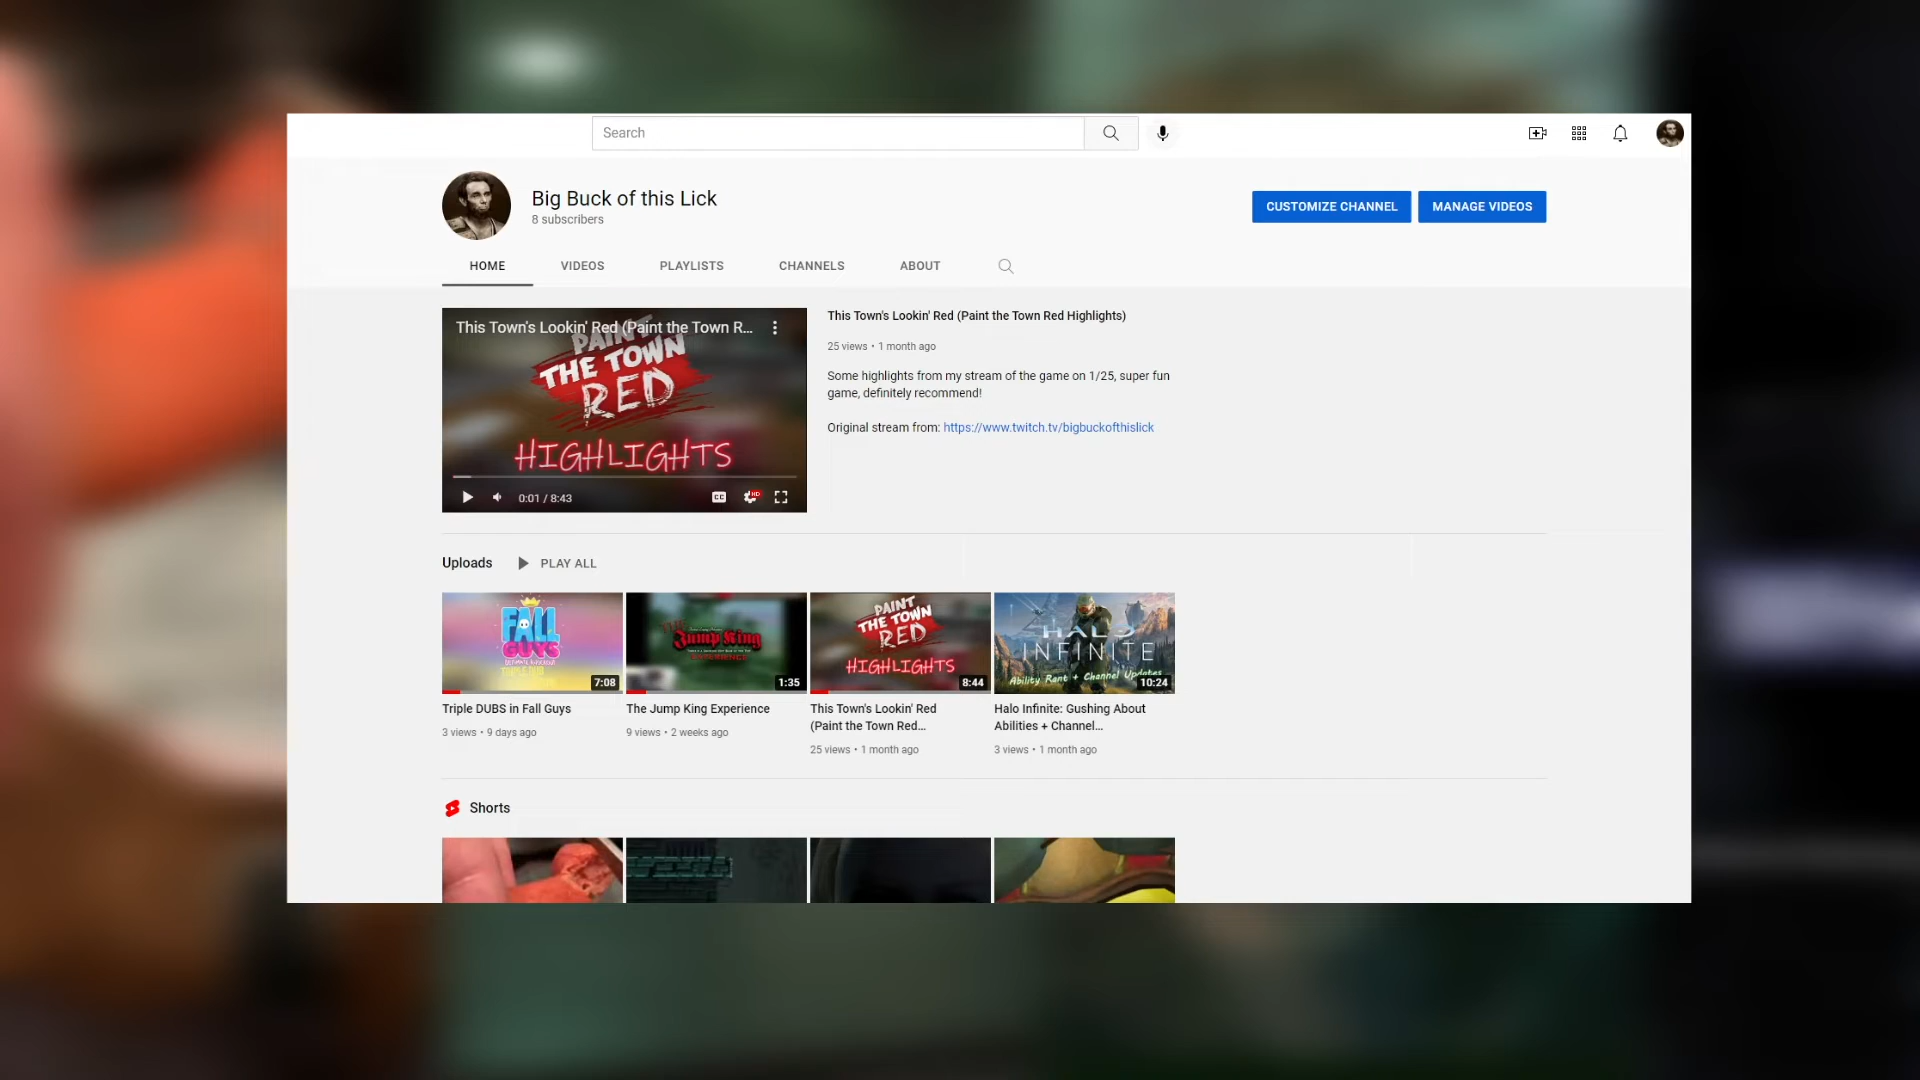 Search
Big Buck of this Lick
8 subscribers
CUSTOMIZE CHANNEL
MANAGE VIDEOS
HOME
VIDEOS
PLAYLISTS
CHANNELS
ABOUT
This Town's Lookin' Red (Paint the Town R...
PAINT
THE TOWN
RED
HIGHLIGHTS
0:01 / 8:43
CC
HD
This Town's Lookin' Red (Paint the Town Red Highlights)
25 views • 1 month ago
Some highlights from my stream of the game on 1/25, super fun
game, definitely recommend!
Original stream from: https://www.twitch.tv/bigbuckofthislick
Uploads
PLAY ALL
FALL
GUYS
7:08
THE
Jump King
EXPERIENCE
1:35
PAINT
THE TOWN
RED
HIGHLIGHTS
8:44
HALO
INFINITE
Ability Rant + Channel Updates
10:24
Triple DUBS in Fall Guys
3 views • 9 days ago
The Jump King Experience
9 views • 2 weeks ago
This Town's Lookin' Red
(Paint the Town Red...
25 views • 1 month ago
Halo Infinite: Gushing About
Abilities + Channel...
3 views • 1 month ago
Shorts